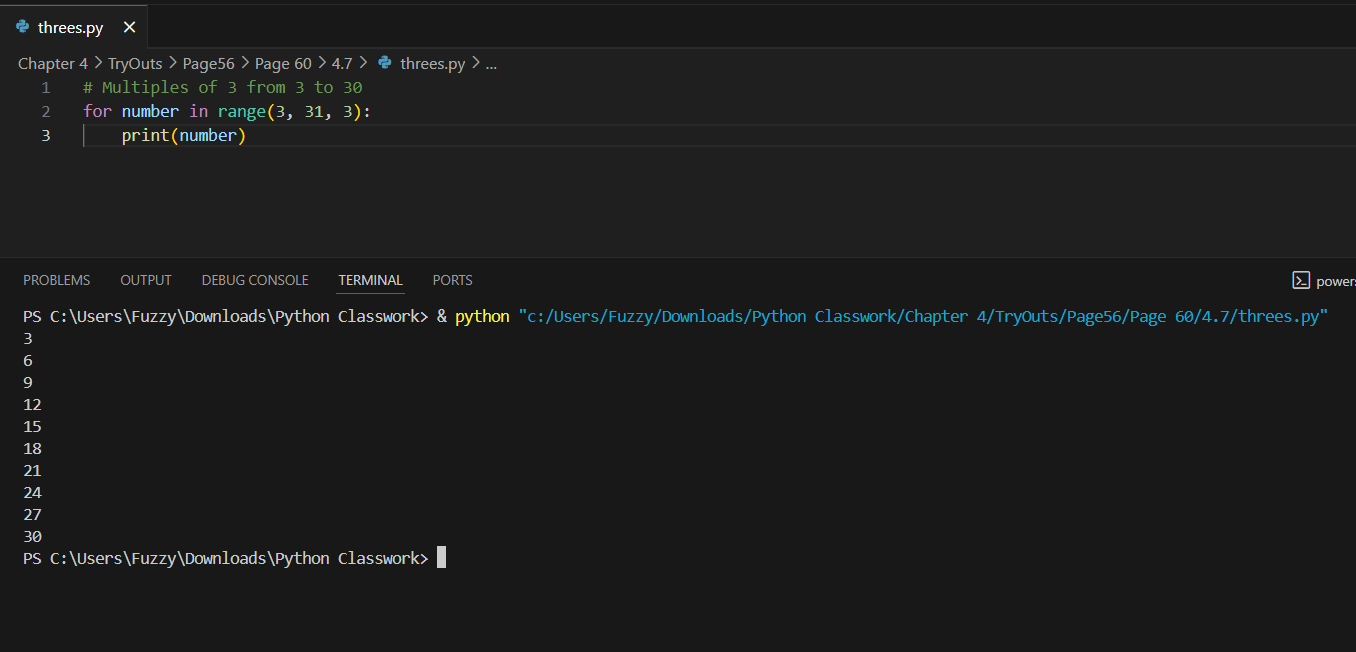 threes.py ×
Chapter 4 > TryOuts > Page56 > Page 60 > 4.7 > threes.py > ...
1 # Multiples of 3 from 3 to 30
2 for number in range(3, 31, 3):
3     print(number)
PROBLEMS OUTPUT DEBUG CONSOLE TERMINAL PORTS powers
PS C:\Users\Fuzzy\Downloads\Python Classwork> & python "c:/Users/Fuzzy/Downloads/Python Classwork/Chapter 4/TryOuts/Page56/Page 60/4.7/threes.py"
3
6
9
12
15
18
21
24
27
30
PS C:\Users\Fuzzy\Downloads\Python Classwork>